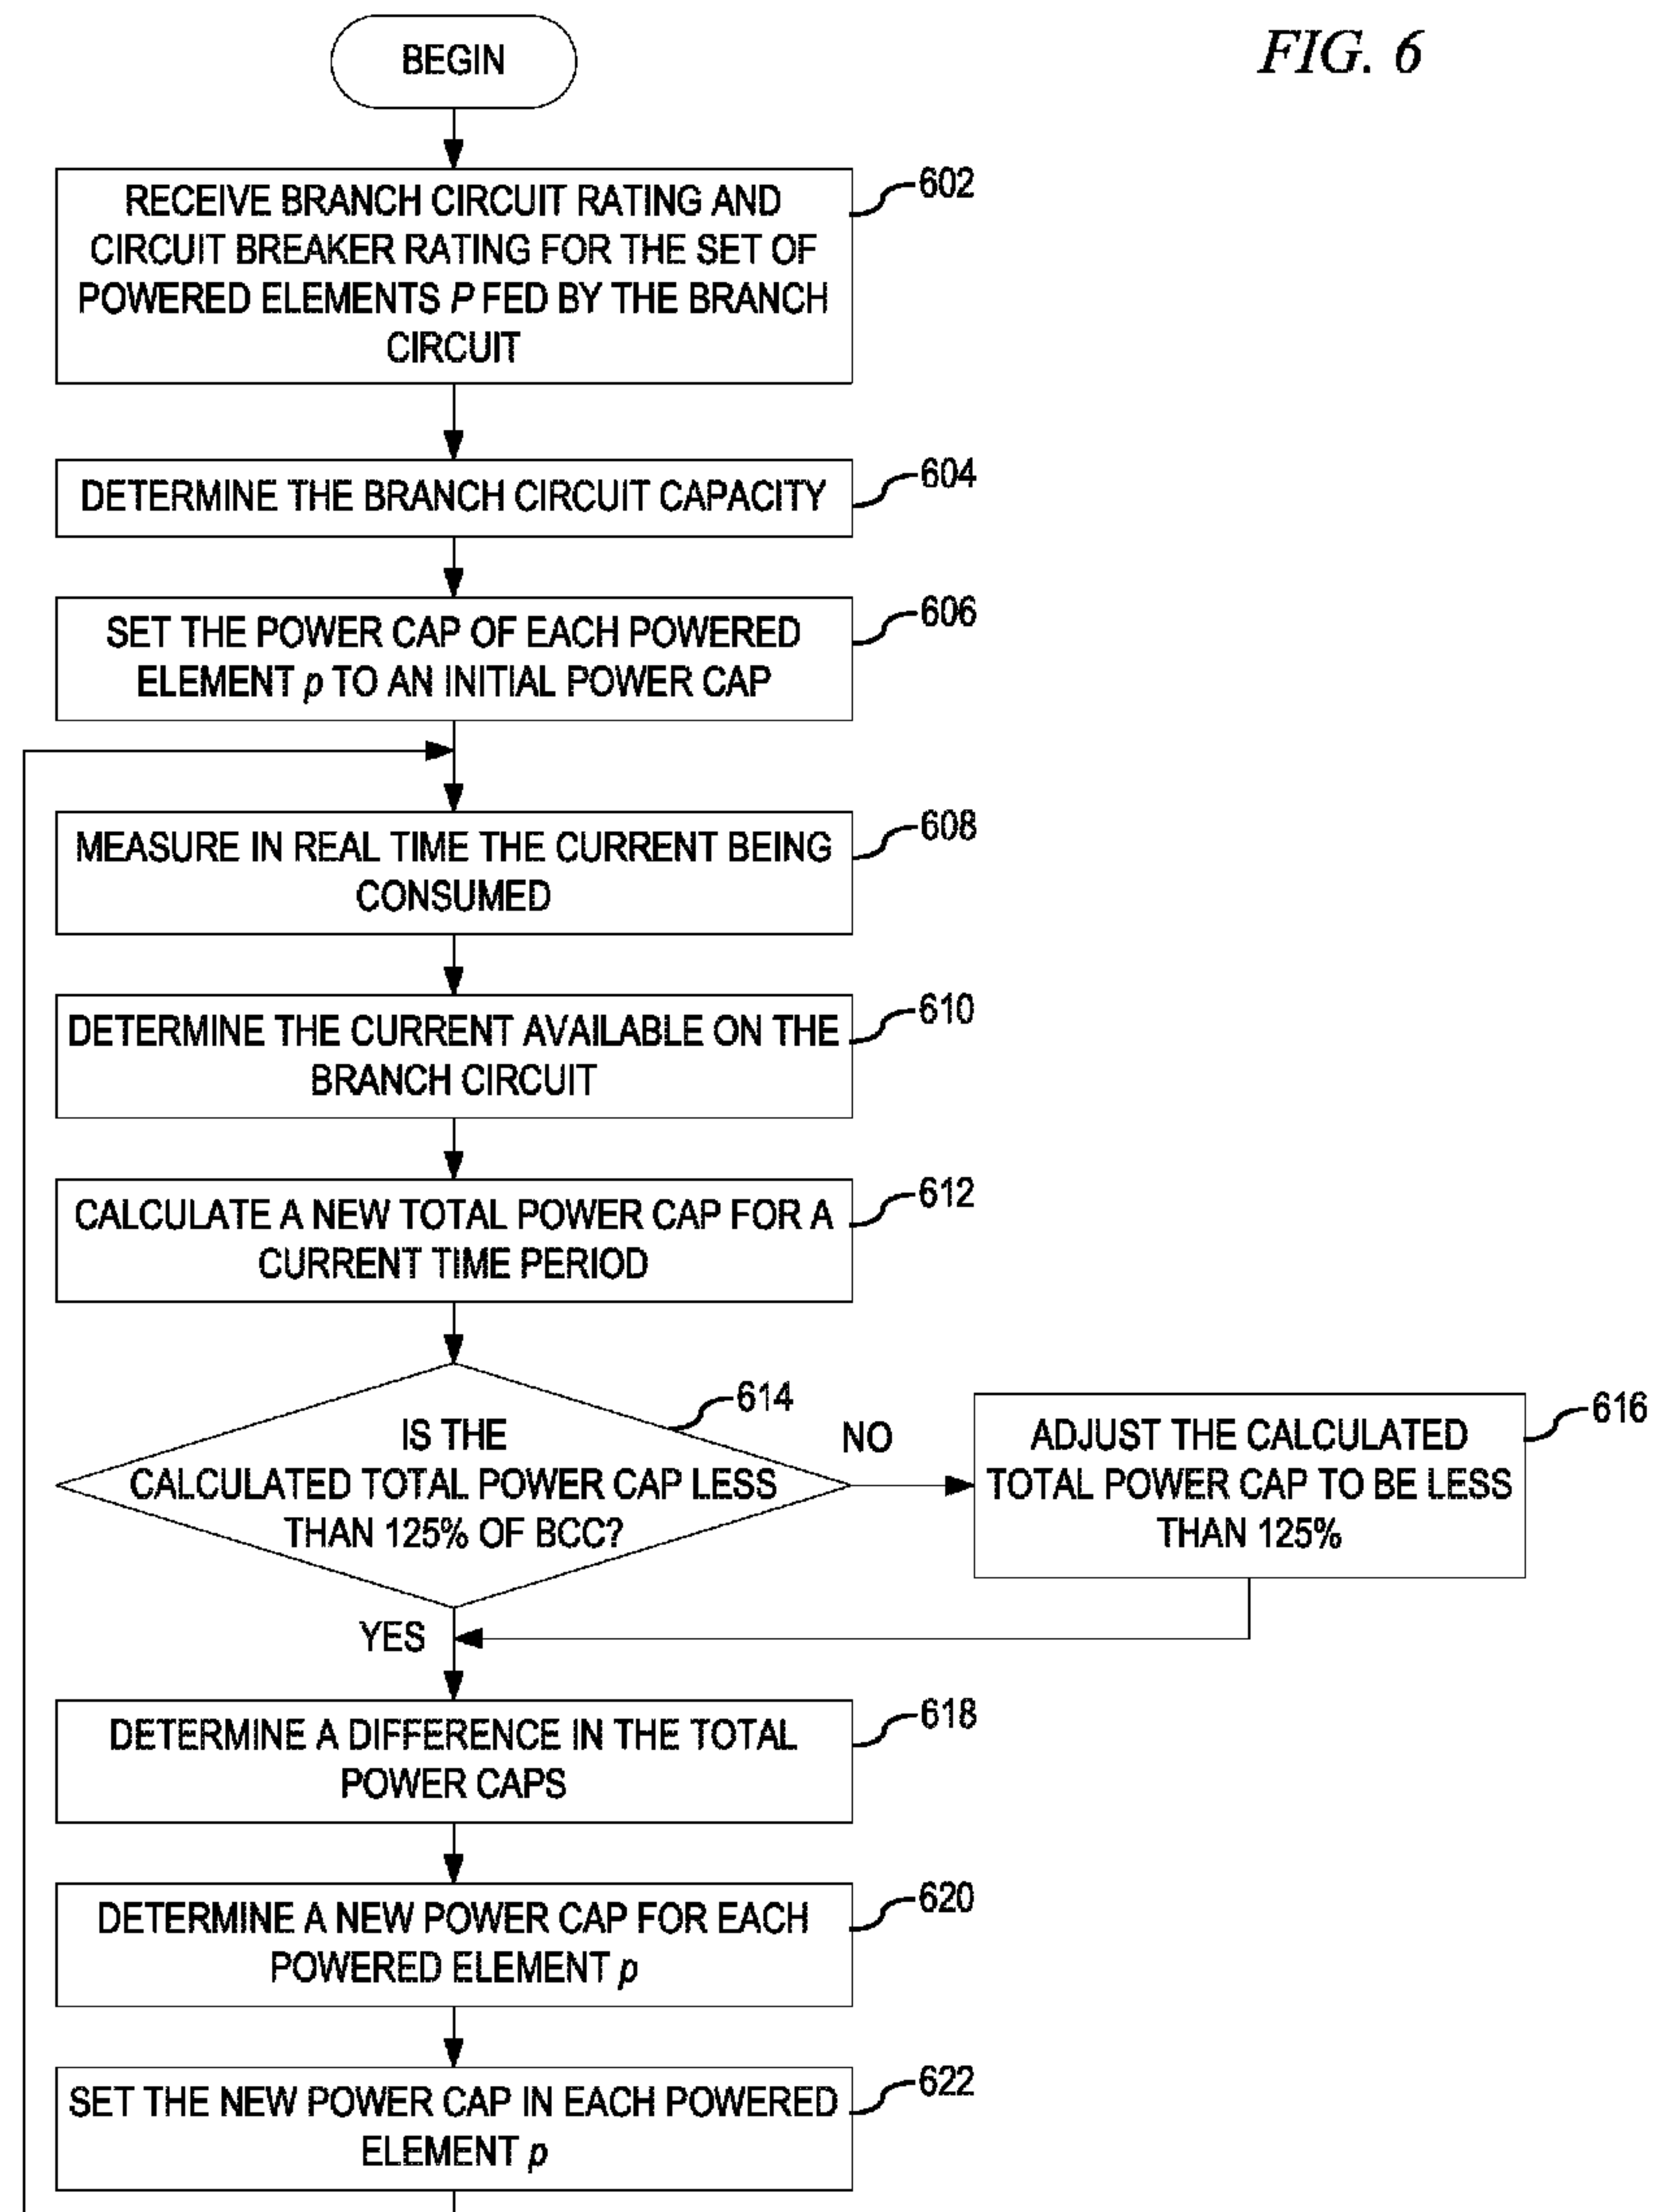 FIG. 6
BEGIN
RECEIVE BRANCH CIRCUIT RATING AND
CIRCUIT BREAKER RATING FOR THE SET OF
POWERED ELEMENTS P FED BY THE BRANCH
CIRCUIT
602
DETERMINE THE BRANCH CIRCUIT CAPACITY
604
SET THE POWER CAP OF EACH POWERED
ELEMENT p TO AN INITIAL POWER CAP
606
MEASURE IN REAL TIME THE CURRENT BEING
CONSUMED
608
DETERMINE THE CURRENT AVAILABLE ON THE
BRANCH CIRCUIT
610
CALCULATE A NEW TOTAL POWER CAP FOR A
CURRENT TIME PERIOD
612
IS THE
CALCULATED TOTAL POWER CAP LESS
THAN 125% OF BCC?
614
NO
ADJUST THE CALCULATED
TOTAL POWER CAP TO BE LESS
THAN 125%
616
YES
DETERMINE A DIFFERENCE IN THE TOTAL
POWER CAPS
618
DETERMINE A NEW POWER CAP FOR EACH
POWERED ELEMENT p
620
SET THE NEW POWER CAP IN EACH POWERED
ELEMENT p
622